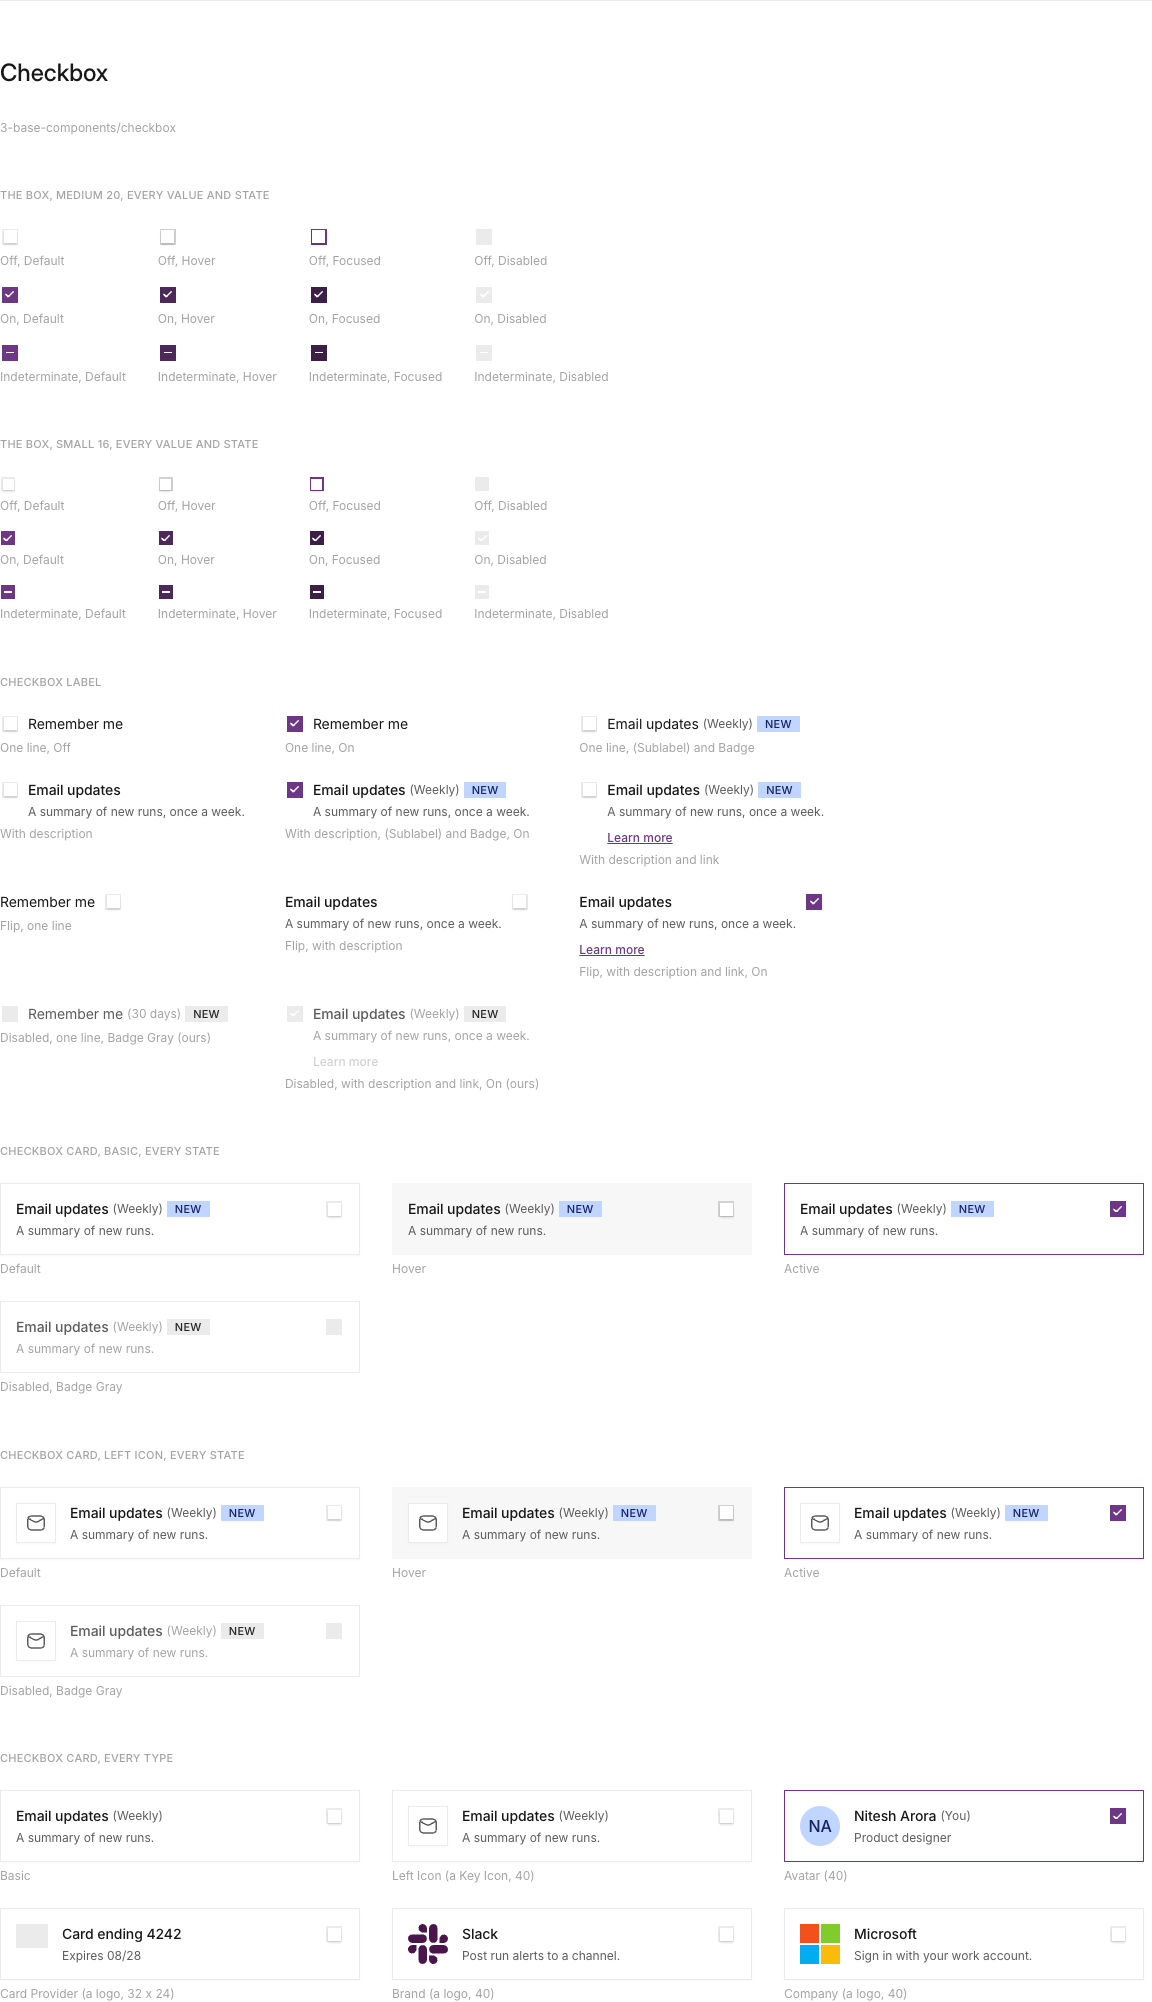 Checkbox
3-base-components/checkbox
THE BOX, MEDIUM 20, EVERY VALUE AND STATE
Off, Default
Off, Hover
Off, Focused
Off, Disabled
On, Default
On, Hover
On, Focused
On, Disabled
Indeterminate, Default
Indeterminate, Hover
Indeterminate, Focused
Indeterminate, Disabled
THE BOX, SMALL 16, EVERY VALUE AND STATE
Off, Default
Off, Hover
Off, Focused
Off, Disabled
On, Default
On, Hover
On, Focused
On, Disabled
Indeterminate, Default
Indeterminate, Hover
Indeterminate, Focused
Indeterminate, Disabled
CHECKBOX LABEL
Remember me
One line, Off
Remember me
One line, On
Email updates (Weekly) NEW
One line, (Sublabel) and Badge
Email updates
A summary of new runs, once a week.
With description
Email updates (Weekly) NEW
A summary of new runs, once a week.
With description, (Sublabel) and Badge, On
Email updates (Weekly) NEW
A summary of new runs, once a week.
Learn more
With description and link
Remember me
Flip, one line
Email updates
A summary of new runs, once a week.
Flip, with description
Email updates
A summary of new runs, once a week.
Learn more
Flip, with description and link, On
Remember me (30 days) NEW
Disabled, one line, Badge Gray (ours)
Email updates (Weekly) NEW
A summary of new runs, once a week.
Learn more
Disabled, with description and link, On (ours)
CHECKBOX CARD, BASIC, EVERY STATE
Email updates (Weekly) NEW
A summary of new runs.
Default
Email updates (Weekly) NEW
A summary of new runs.
Hover
Email updates (Weekly) NEW
A summary of new runs.
Active
Email updates (Weekly) NEW
A summary of new runs.
Disabled, Badge Gray
CHECKBOX CARD, LEFT ICON, EVERY STATE
Email updates (Weekly) NEW
A summary of new runs.
Default
Email updates (Weekly) NEW
A summary of new runs.
Hover
Email updates (Weekly) NEW
A summary of new runs.
Active
Email updates (Weekly) NEW
A summary of new runs.
Disabled, Badge Gray
CHECKBOX CARD, EVERY TYPE
Email updates (Weekly)
A summary of new runs.
Basic
Email updates (Weekly)
A summary of new runs.
Left Icon (a Key Icon, 40)
NA
Nitesh Arora (You)
Product designer
Avatar (40)
Card ending 4242
Expires 08/28
Card Provider (a logo, 32 x 24)
Slack
Post run alerts to a channel.
Brand (a logo, 40)
Microsoft
Sign in with your work account.
Company (a logo, 40)